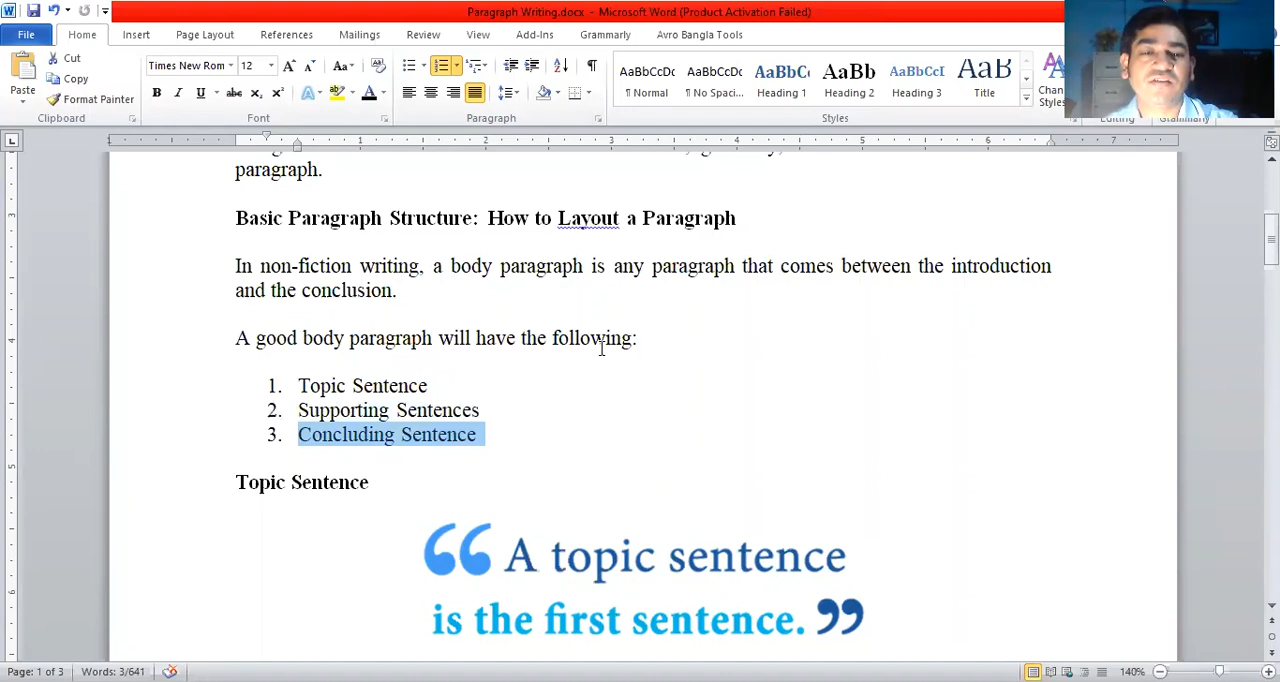 Paragraph Writing.docx - Microsoft Word (Product Activation Failed)
File Home Insert Page Layout References Mailings Review View Add-Ins Grammarly Avro Bangla Tools
Paste
Cut
Copy
Format Painter
Clipboard
Times New Rom 12
Font
Paragraph
AaBbCcDc AaBbCcDc AaBbC AaBb AaBbCcI AaB
¶ Normal ¶ No Spaci... Heading 1 Heading 2 Heading 3 Title
Styles
paragraph.
Basic Paragraph Structure: How to Layout a Paragraph
In non-fiction writing, a body paragraph is any paragraph that comes between the introduction
and the conclusion.
A good body paragraph will have the following:
1. Topic Sentence
2. Supporting Sentences
3. Concluding Sentence
Topic Sentence
“ A topic sentence
is the first sentence. ”
Page: 1 of 3 Words: 3/641 140%